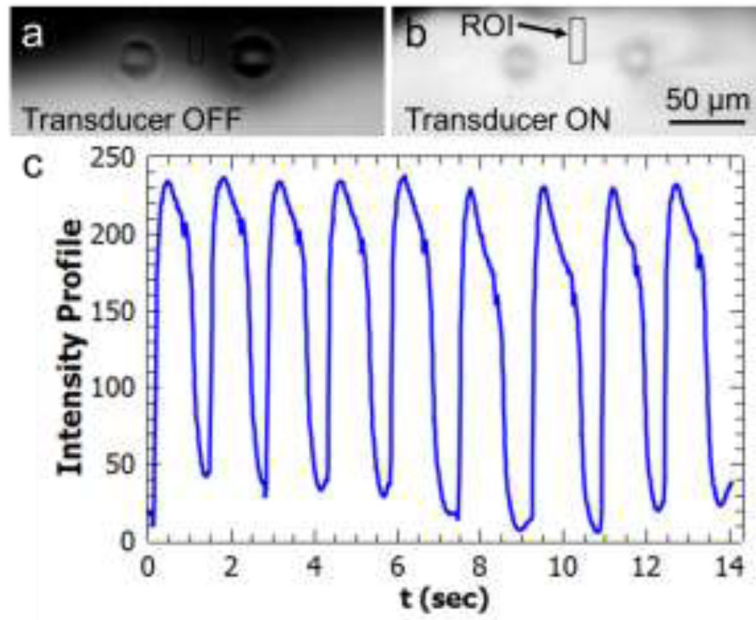 a
Transducer OFF
b
ROI
Transducer ON
50 µm
c
250
200
150
100
50
0
Intensity Profile
0 2 4 6 8 10 12 14
t (sec)